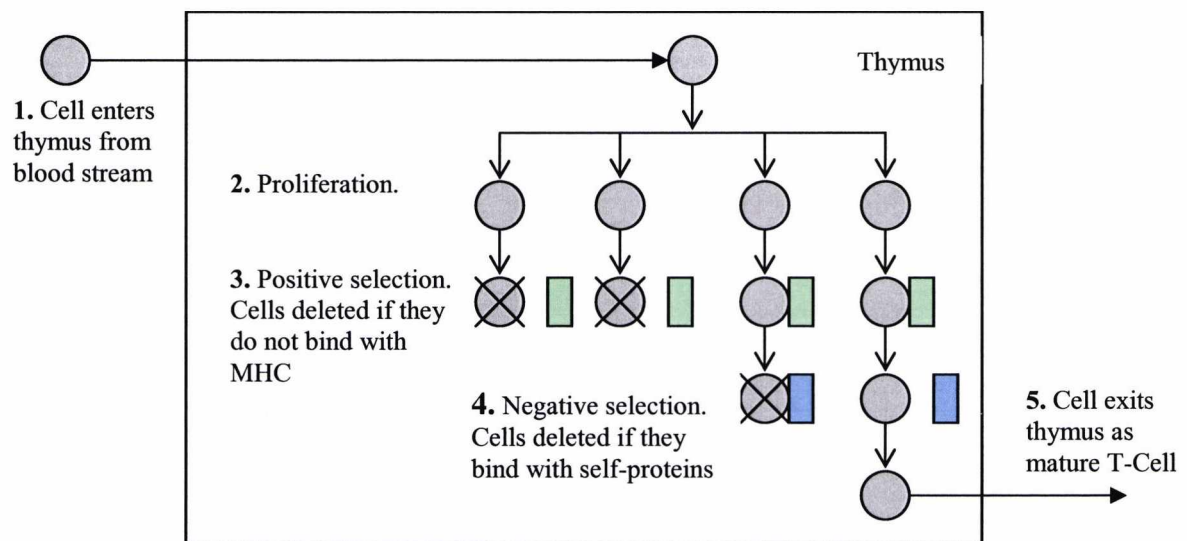 Thymus
1. Cell enters
thymus from
blood stream
2. Proliferation.
3. Positive selection.
Cells deleted if they
do not bind with
MHC
4. Negative selection.
Cells deleted if they
bind with self-proteins
5. Cell exits
thymus as
mature T-Cell